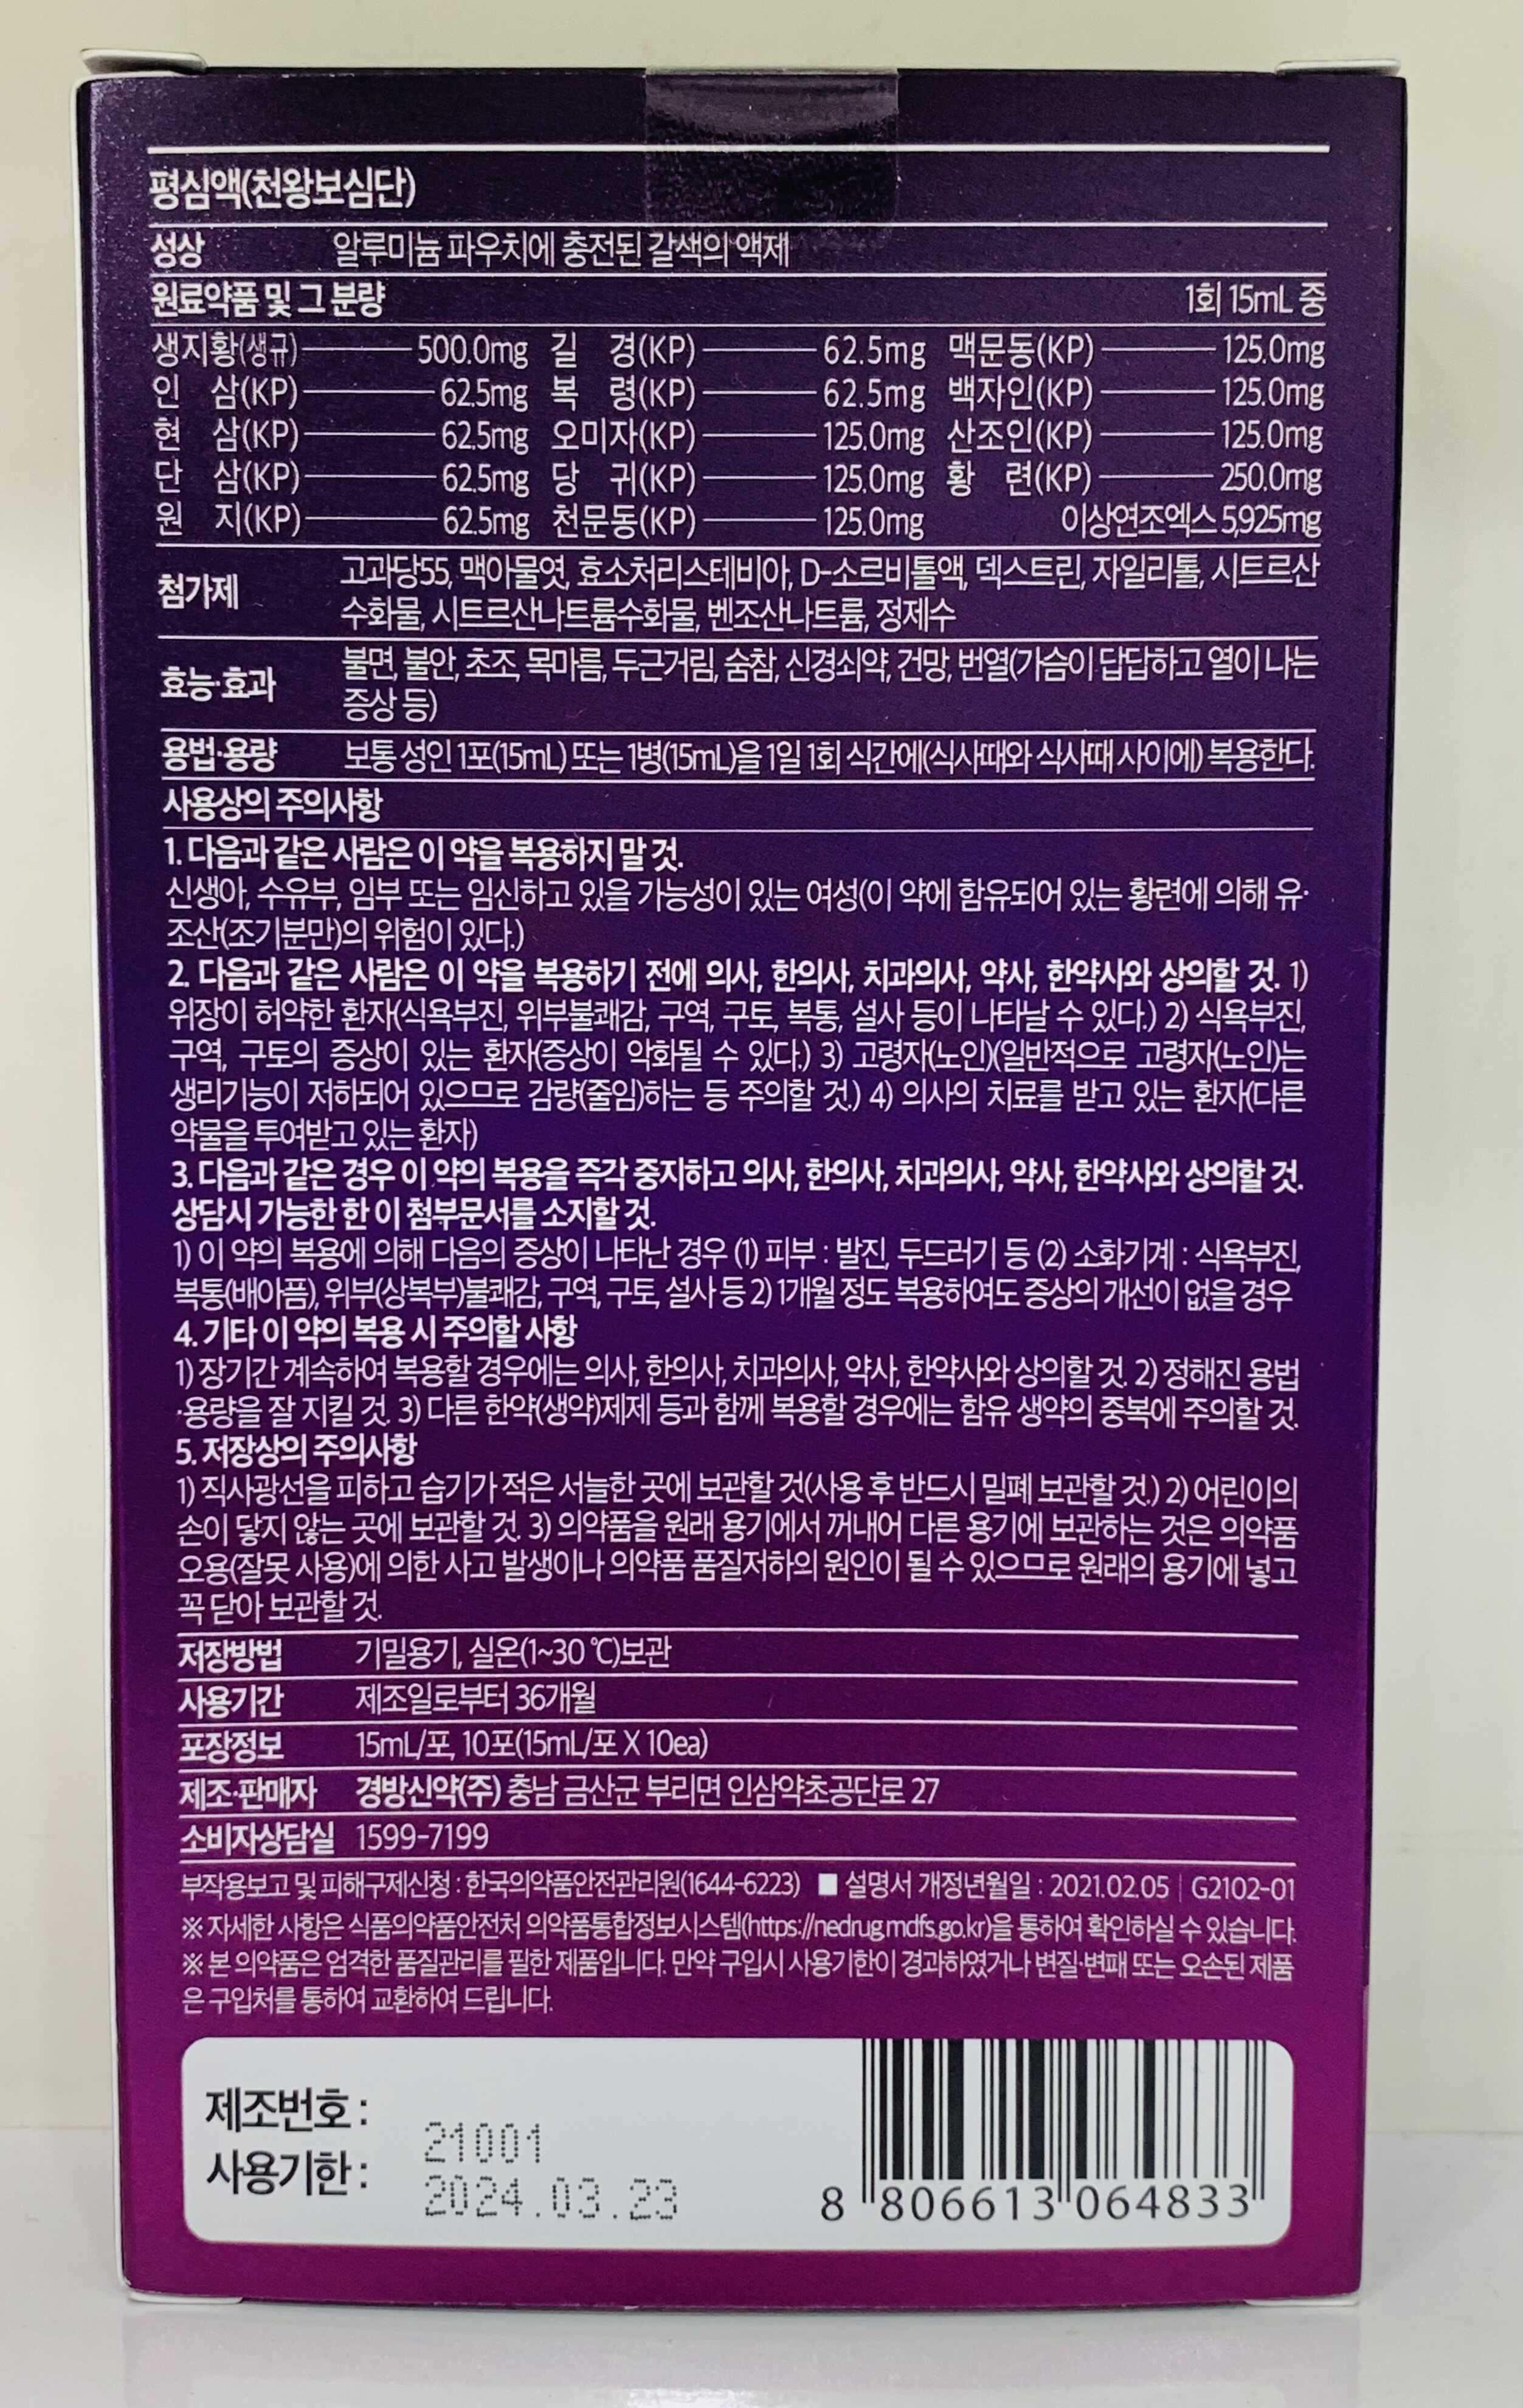 평심액(천왕보심단)
성상 알루미늄 파우치에 충전된 갈색의 액제
원료약품 및 그 분량 1회 15mL 중
생지황(생규) 500.0mg 길 경(KP) 62.5mg 맥문동(KP) 125.0mg
인 삼(KP) 62.5mg 복 령(KP) 62.5mg 백자인(KP) 125.0mg
현 삼(KP) 62.5mg 오미자(KP) 125.0mg 산조인(KP) 125.0mg
단 삼(KP) 62.5mg 당 귀(KP) 125.0mg 황 련(KP) 250.0mg
원 지(KP) 62.5mg 천문동(KP) 125.0mg 이상연조엑스 5,925mg
첨가제 고과당55, 맥아물엿, 효소처리스테비아, D-소르비톨액, 덱스트린, 자일리톨, 시트르산
수화물, 시트르산나트륨수화물, 벤조산나트륨, 정제수
효능·효과 불면, 불안, 초조, 목마름, 두근거림, 숨참, 신경쇠약, 건망, 번열(가슴이 답답하고 열이 나는
증상 등)
용법·용량 보통 성인 1포(15mL) 또는 1병(15mL)을 1일 1회 식간에(식사때와 식사때 사이에) 복용한다.
사용상의 주의사항
1. 다음과 같은 사람은 이 약을 복용하지 말 것.
신생아, 수유부, 임부 또는 임신하고 있을 가능성이 있는 여성(이 약에 함유되어 있는 황련에 의해 유·
조산(조기분만)의 위험이 있다.)
2. 다음과 같은 사람은 이 약을 복용하기 전에 의사, 한의사, 치과의사, 약사, 한약사와 상의할 것. 1)
위장이 허약한 환자(식욕부진, 위부불쾌감, 구역, 구토, 복통, 설사 등이 나타날 수 있다.) 2) 식욕부진,
구역, 구토의 증상이 있는 환자(증상이 악화될 수 있다.) 3) 고령자(노인)(일반적으로 고령자(노인)는
생리기능이 저하되어 있으므로 감량(줄임)하는 등 주의할 것.) 4) 의사의 치료를 받고 있는 환자(다른
약물을 투여받고 있는 환자)
3. 다음과 같은 경우 이 약의 복용을 즉각 중지하고 의사, 한의사, 치과의사, 약사, 한약사와 상의할 것.
상담시 가능한 한 이 첨부문서를 소지할 것.
1) 이 약의 복용에 의해 다음의 증상이 나타난 경우 (1) 피부 : 발진, 두드러기 등 (2) 소화기계 : 식욕부진,
복통(배아픔), 위부(상복부)불쾌감, 구역, 구토, 설사 등 2) 1개월 정도 복용하여도 증상의 개선이 없을 경우
4. 기타 이 약의 복용 시 주의할 사항
1) 장기간 계속하여 복용할 경우에는 의사, 한의사, 치과의사, 약사, 한약사와 상의할 것. 2) 정해진 용법
·용량을 잘 지킬 것. 3) 다른 한약(생약)제제 등과 함께 복용할 경우에는 함유 생약의 중복에 주의할 것.
5. 저장상의 주의사항
1) 직사광선을 피하고 습기가 적은 서늘한 곳에 보관할 것(사용 후 반드시 밀폐 보관할 것.) 2) 어린이의
손이 닿지 않는 곳에 보관할 것. 3) 의약품을 원래 용기에서 꺼내어 다른 용기에 보관하는 것은 의약품
오용(잘못 사용)에 의한 사고 발생이나 의약품 품질저하의 원인이 될 수 있으므로 원래의 용기에 넣고
꼭 닫아 보관할 것.
저장방법 기밀용기, 실온(1~30 ℃)보관
사용기간 제조일로부터 36개월
포장정보 15mL/포, 10포(15mL/포 X 10ea)
제조·판매자 경방신약(주) 충남 금산군 부리면 인삼약초공단로 27
소비자상담실 1599-7199
부작용보고 및 피해구제신청 : 한국의약품안전관리원(1644-6223) ■ 설명서 개정년월일 : 2021.02.05 | G2102-01
※ 자세한 사항은 식품의약품안전처 의약품통합정보시스템(https://nedrug.mdfs.go.kr)을 통하여 확인하실 수 있습니다.
※ 본 의약품은 엄격한 품질관리를 필한 제품입니다. 만약 구입시 사용기한이 경과하였거나 변질·변패 또는 오손된 제품
은 구입처를 통하여 교환하여 드립니다.
제조번호 : 21001
사용기한 : 2024.03.23
8 806613 064833